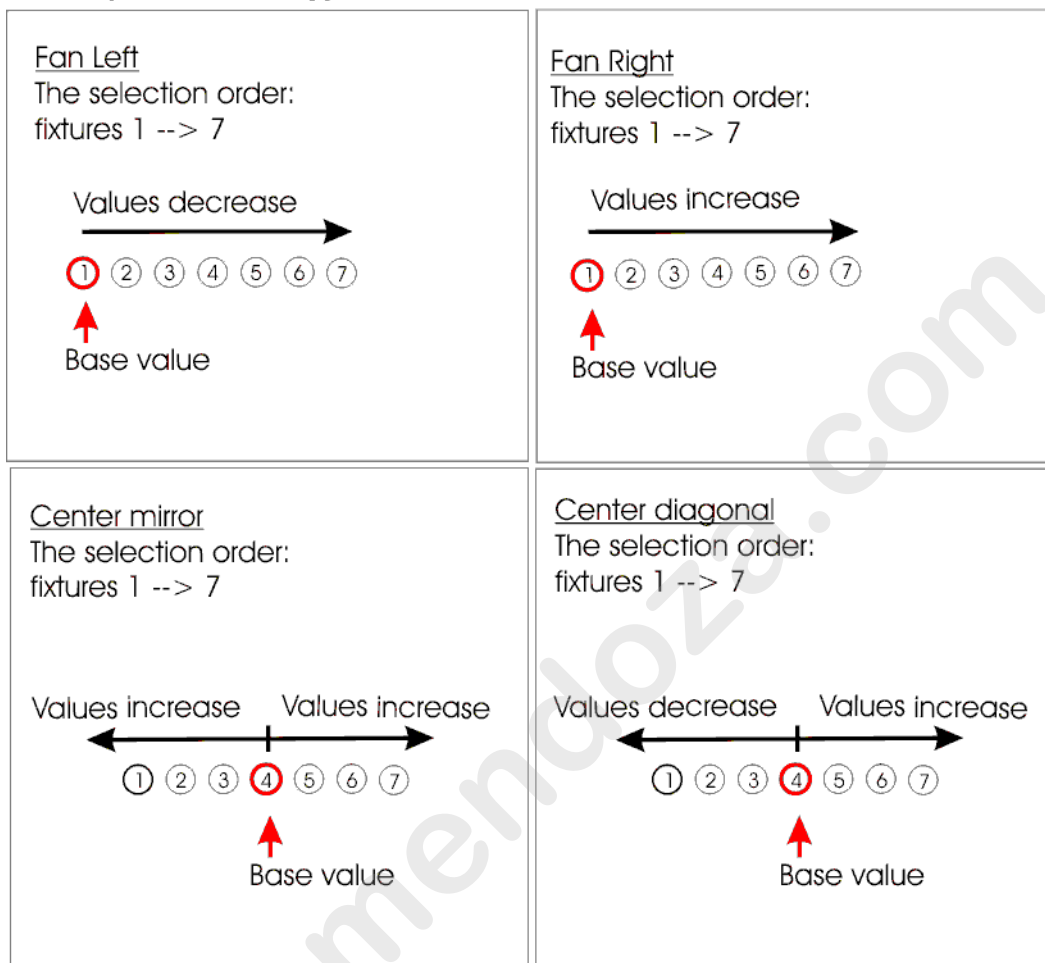 Fan Left
The selection order:
fixtures 1 --> 7
Values decrease
1 2 3 4 5 6 7
Base value
Fan Right
The selection order:
fixtures 1 --> 7
Values increase
1 2 3 4 5 6 7
Base value
Center mirror
The selection order:
fixtures 1 --> 7
Values increase Values increase
1 2 3 4 5 6 7
Base value
Center diagonal
The selection order:
fixtures 1 --> 7
Values decrease Values increase
1 2 3 4 5 6 7
Base value
mendoza.com